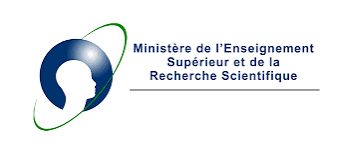 Ministère de l'Enseignement
Supérieur et de la
Recherche Scientifique